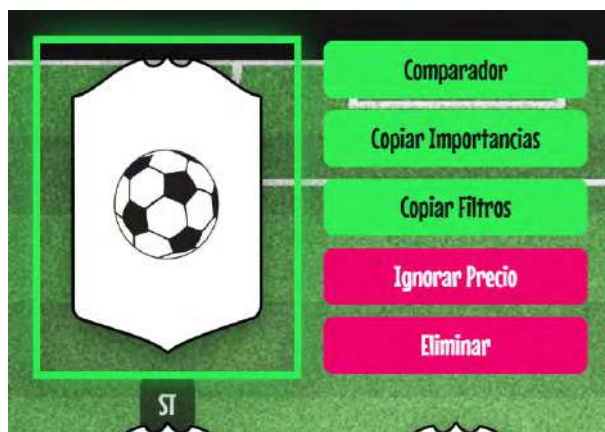 Comparador
Copiar Importancias
Copiar Filtros
Ignorar Precio
Eliminar
ST